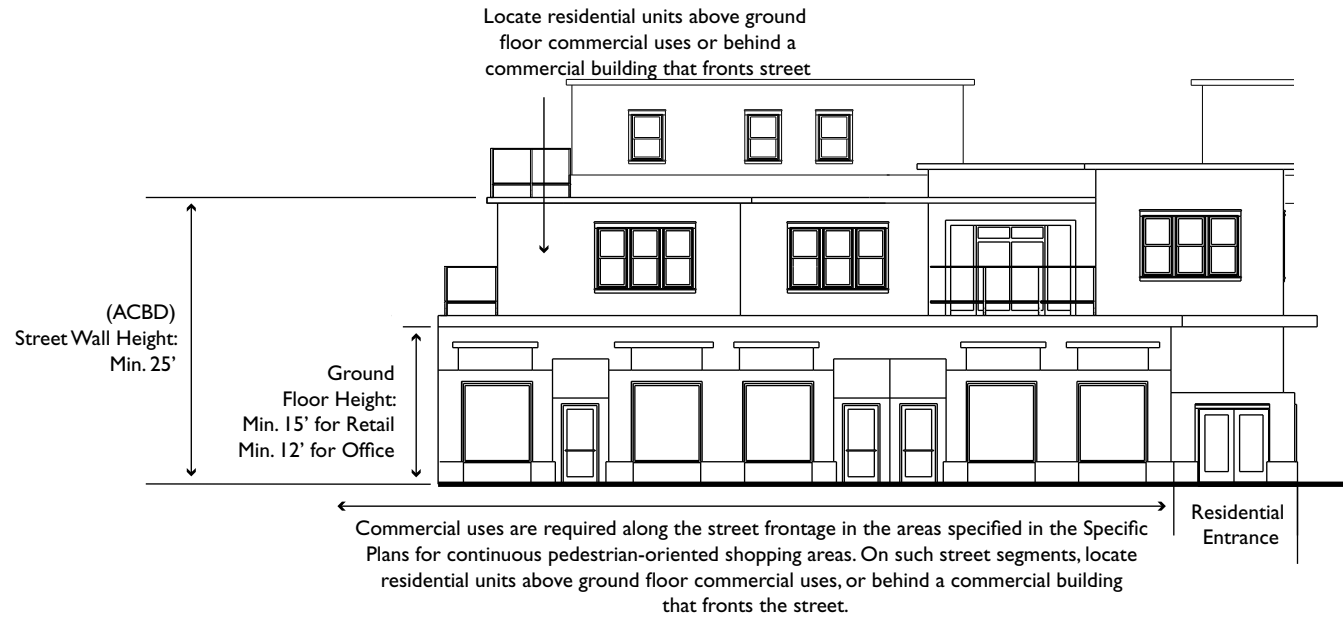 Locate residential units above ground
floor commercial uses or behind a
commercial building that fronts street
(ACBD)
Street Wall Height:
Min. 25’
Ground
Floor Height:
Min. 15’ for Retail
Min. 12’ for Office
Commercial uses are required along the street frontage in the areas specified in the Specific
Plans for continuous pedestrian-oriented shopping areas. On such street segments, locate
residential units above ground floor commercial uses, or behind a commercial building
that fronts the street.
Residential
Entrance